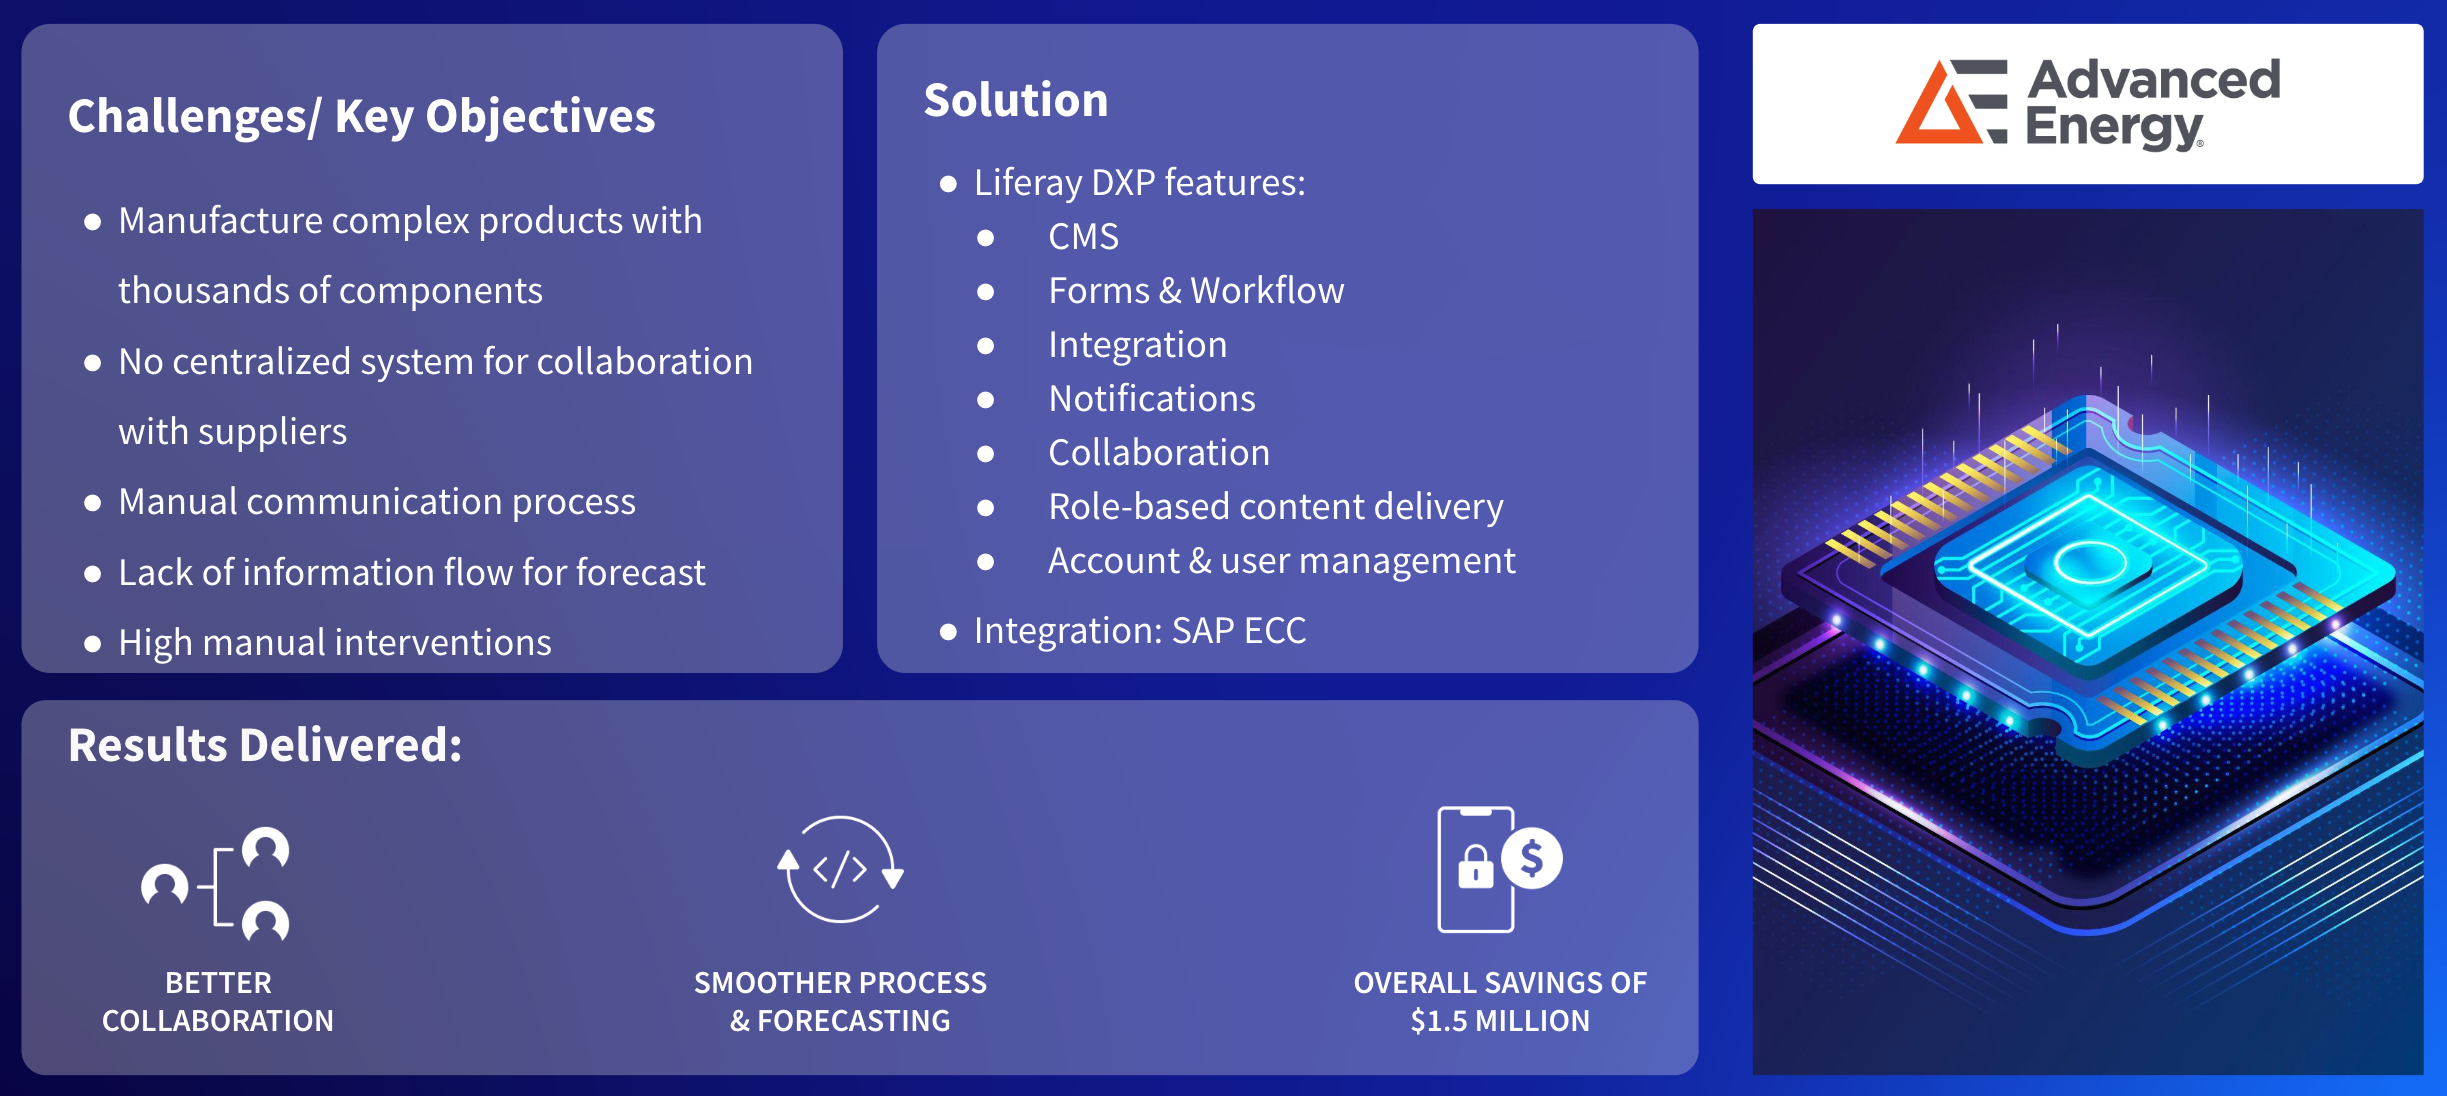 Challenges/ Key Objectives
● Manufacture complex products with
thousands of components
● No centralized system for collaboration
with suppliers
● Manual communication process
● Lack of information flow for forecast
● High manual interventions
Solution
● Liferay DXP features:
● CMS
● Forms & Workflow
● Integration
● Notifications
● Collaboration
● Role-based content delivery
● Account & user management
● Integration: SAP ECC
Results Delivered:
BETTER
COLLABORATION
</>
SMOOTHER PROCESS
& FORECASTING
$
OVERALL SAVINGS OF
$1.5 MILLION
AE Advanced
Energy®